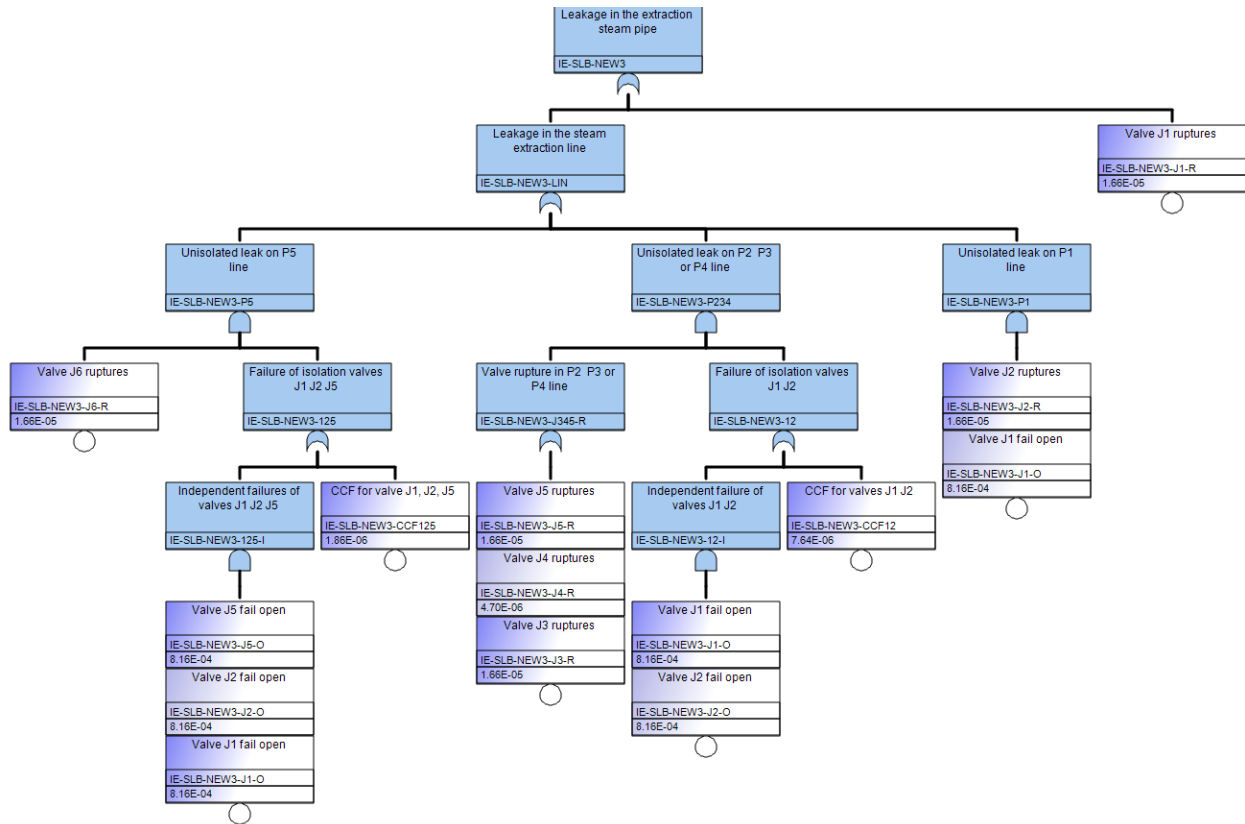 Leakage in the extraction
steam pipe
IE-SLB-NEW3
Leakage in the steam
extraction line
IE-SLB-NEW3-LIN
Valve J1 ruptures
IE-SLB-NEW3-J1-R
1.66E-05
Unisolated leak on P5
line
IE-SLB-NEW3-P5
Unisolated leak on P2 P3
or P4 line
IE-SLB-NEW3-P234
Unisolated leak on P1
line
IE-SLB-NEW3-P1
Valve J6 ruptures
IE-SLB-NEW3-J6-R
1.66E-05
Failure of isolation valves
J1 J2 J5
IE-SLB-NEW3-125
Valve rupture in P2 P3 or
P4 line
IE-SLB-NEW3-J345-R
Failure of isolation valves
J1 J2
IE-SLB-NEW3-12
Valve J2 ruptures
IE-SLB-NEW3-J2-R
1.66E-05
Valve J1 fail open
IE-SLB-NEW3-J1-O
8.16E-04
Independent failures of
valves J1 J2 J5
IE-SLB-NEW3-125-I
CCF for valve J1, J2, J5
IE-SLB-NEW3-CCF125
1.86E-06
Valve J5 ruptures
IE-SLB-NEW3-J5-R
1.66E-05
Valve J4 ruptures
IE-SLB-NEW3-J4-R
4.70E-06
Valve J3 ruptures
IE-SLB-NEW3-J3-R
1.66E-05
Independent failure of
valves J1 J2
IE-SLB-NEW3-12-I
CCF for valves J1 J2
IE-SLB-NEW3-CCF12
7.64E-06
Valve J5 fail open
IE-SLB-NEW3-J5-O
8.16E-04
Valve J2 fail open
IE-SLB-NEW3-J2-O
8.16E-04
Valve J1 fail open
IE-SLB-NEW3-J1-O
8.16E-04
Valve J1 fail open
IE-SLB-NEW3-J1-O
8.16E-04
Valve J2 fail open
IE-SLB-NEW3-J2-O
8.16E-04